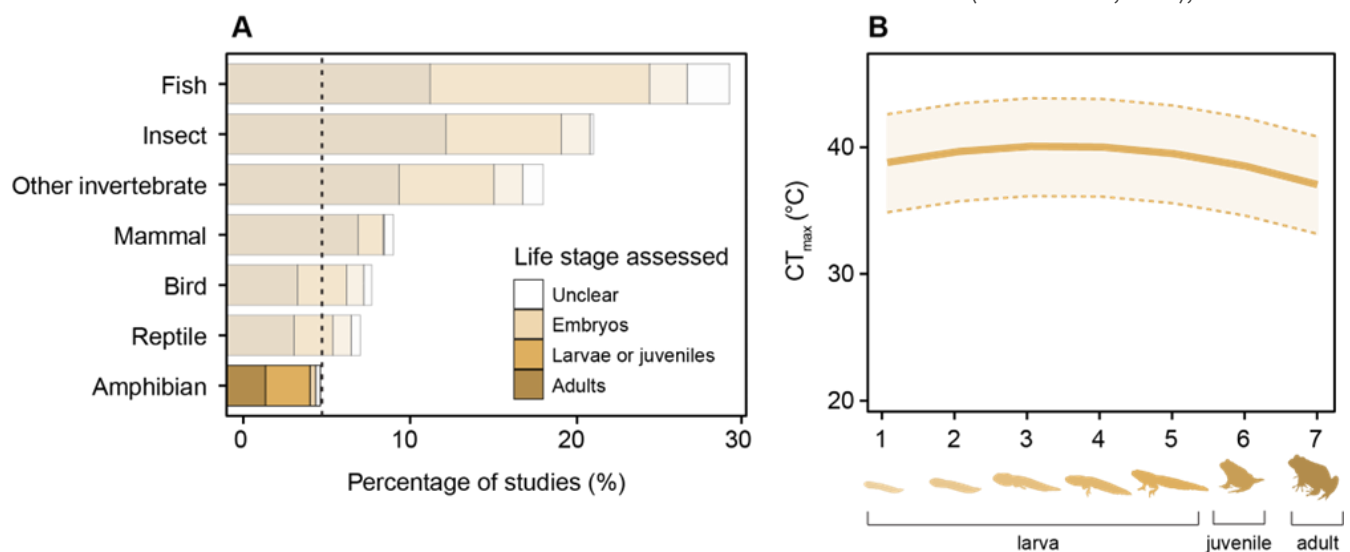 A
B
Fish
Insect
Other invertebrate
Mammal
Bird
Reptile
Amphibian
Life stage assessed
Unclear
Embryos
Larvae or juveniles
Adults
0 10 20 30
Percentage of studies (%)
CTmax (°C)
40
30
20
1 2 3 4 5 6 7
larva juvenile adult